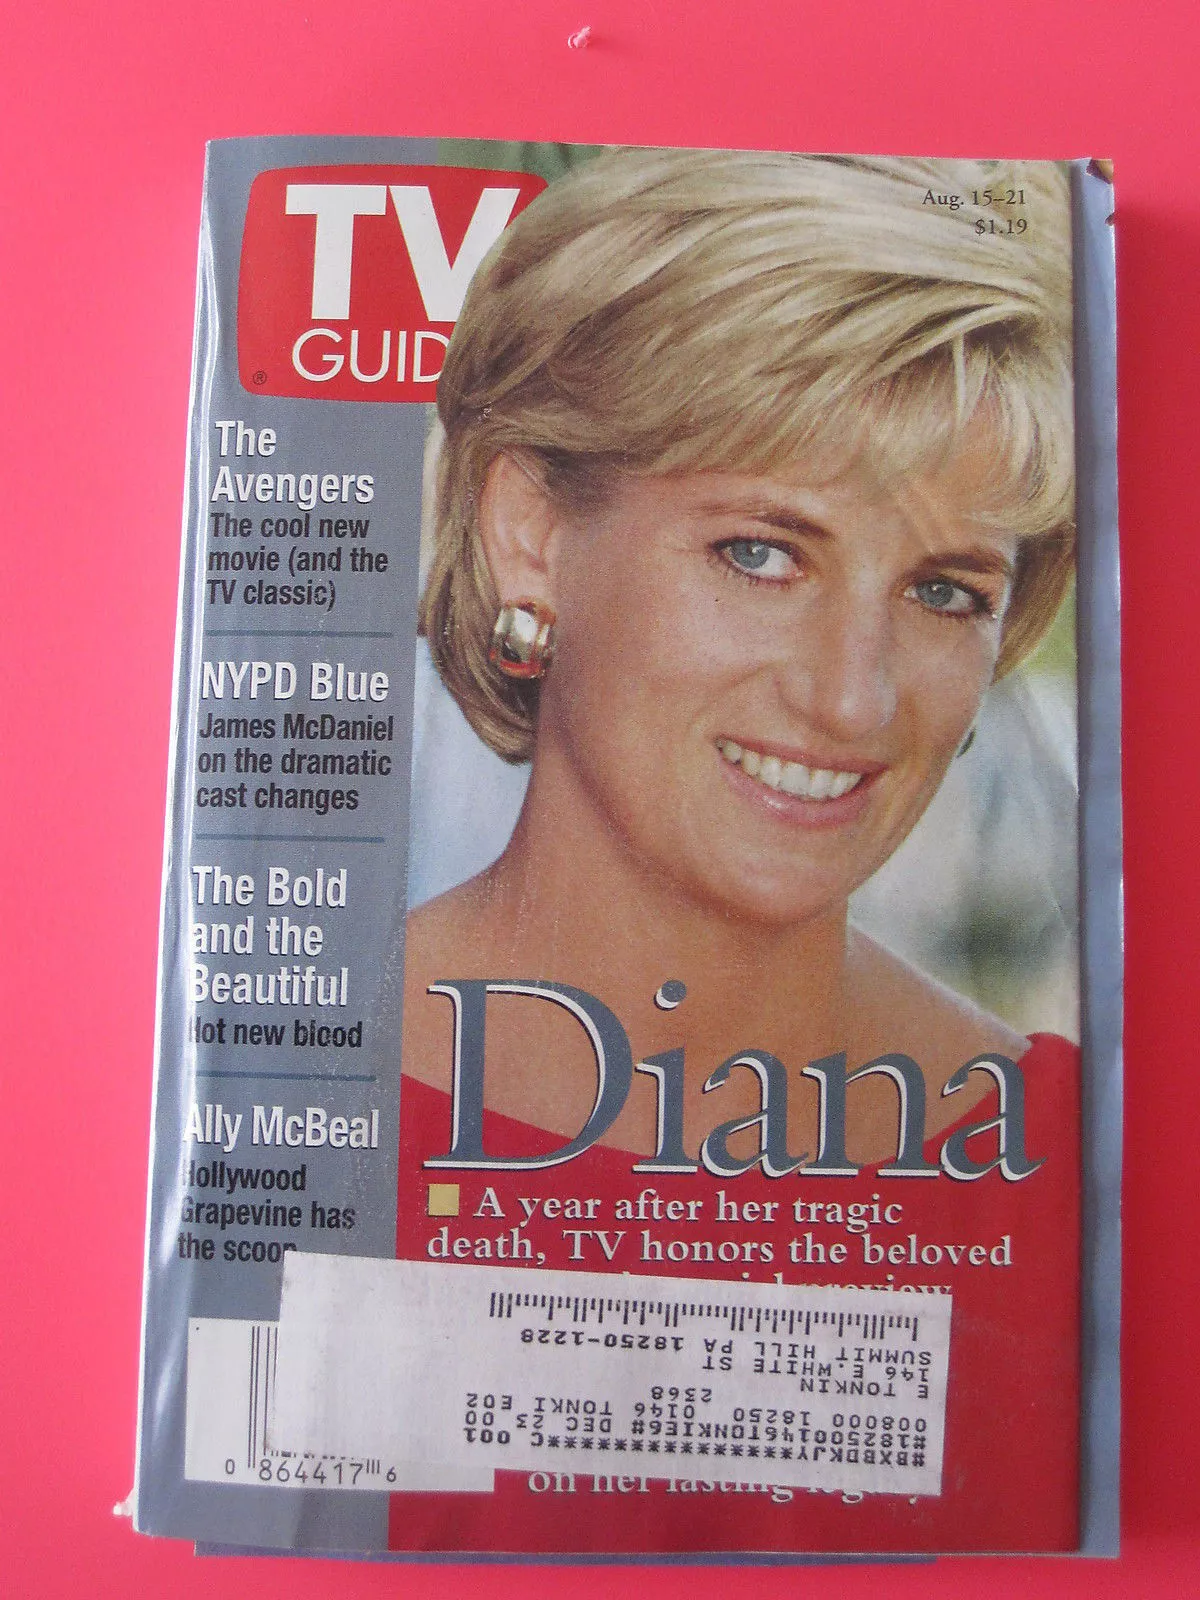 TV
GUID
®
Aug. 15–21
$1.19
The
Avengers
The cool new
movie (and the
TV classic)
NYPD Blue
James McDaniel
on the dramatic
cast changes
The Bold
and the
Beautiful
Hot new blood
Ally McBeal
Hollywood
Grapevine has
the scoop
Diana
A year after her tragic
death, TV honors the beloved
review
#BXBDKJY******************C 001
#182500146TONKIE6# DEC 23 00
008000 18250 0146 TONKI E02
2368
E TONKIN
146 E.WHITE ST
SUMMIT HILL PA 18250-1228
on her lasting legacy
0 864417 6